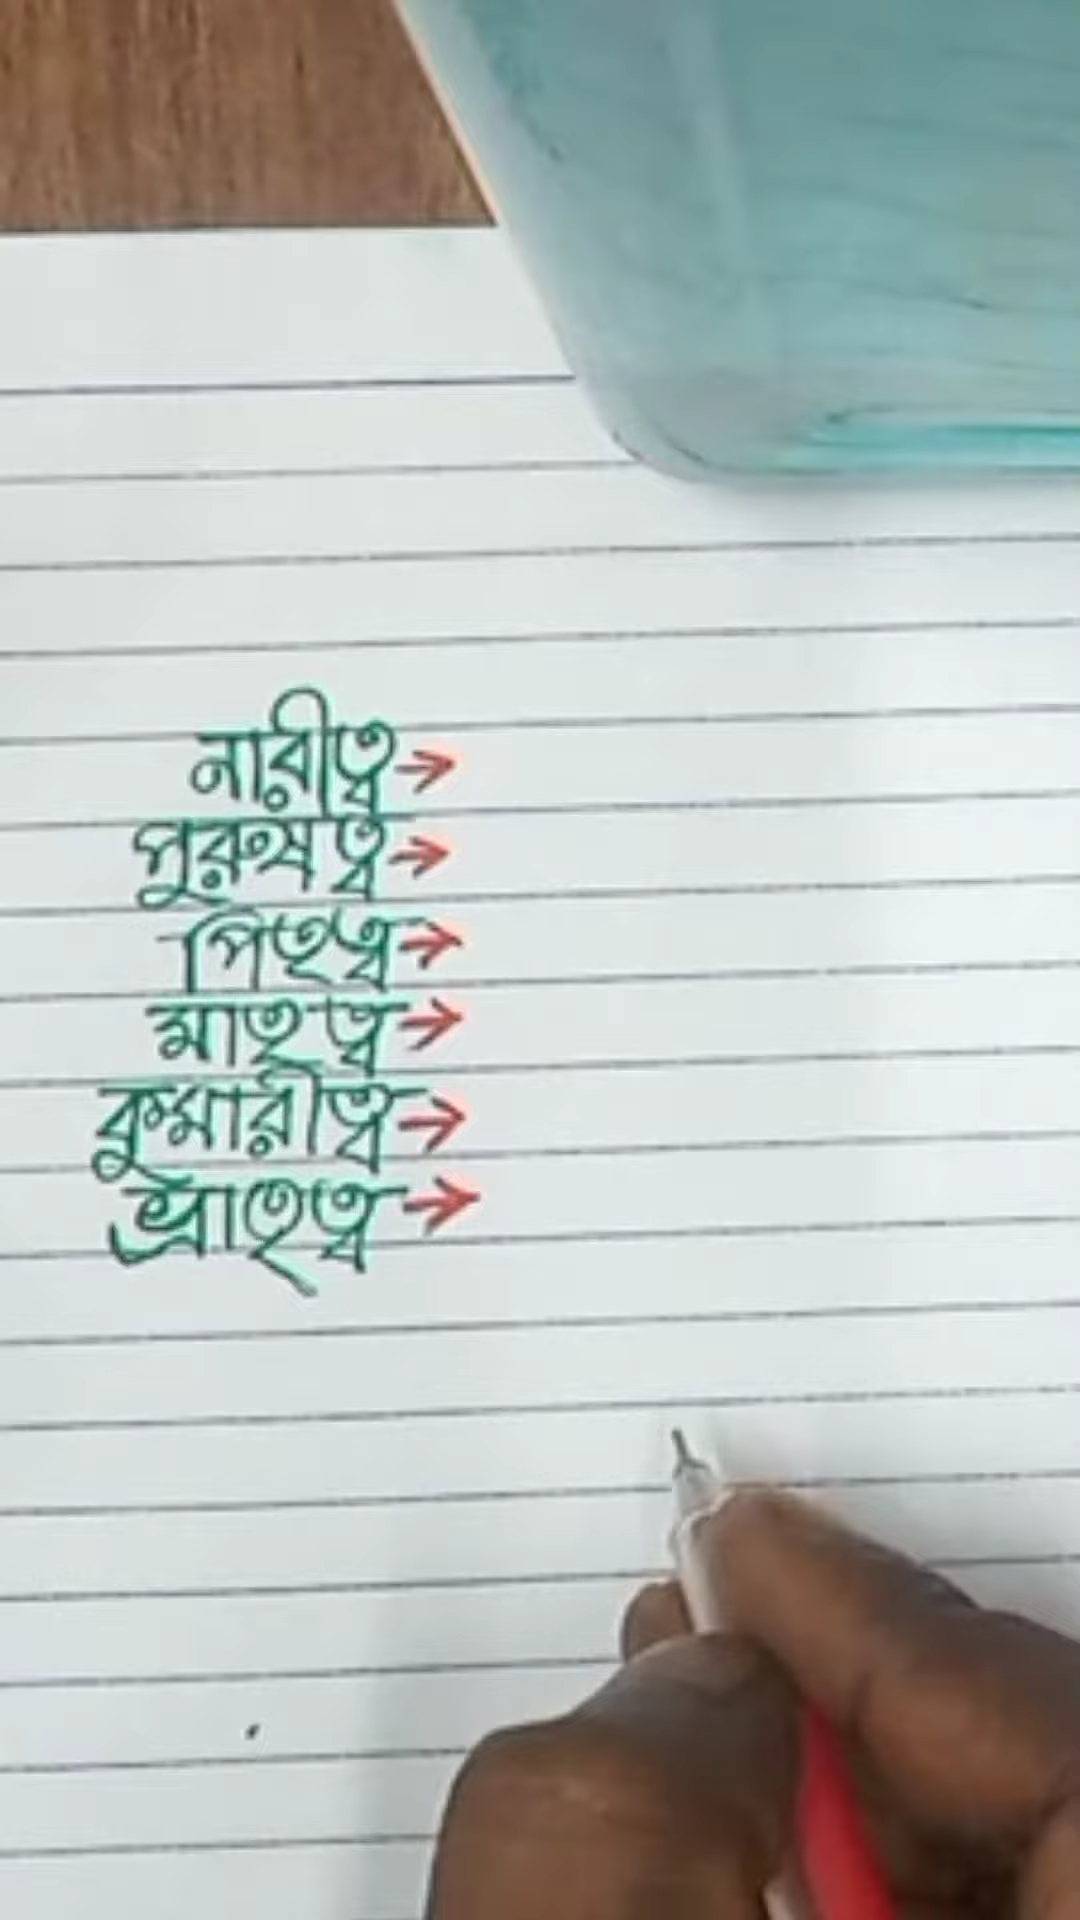 নারীত্ব →
পুরুষত্ব →
পিতৃত্ব →
মাতৃত্ব →
কুমারীত্ব →
ভ্রাতৃত্ব →